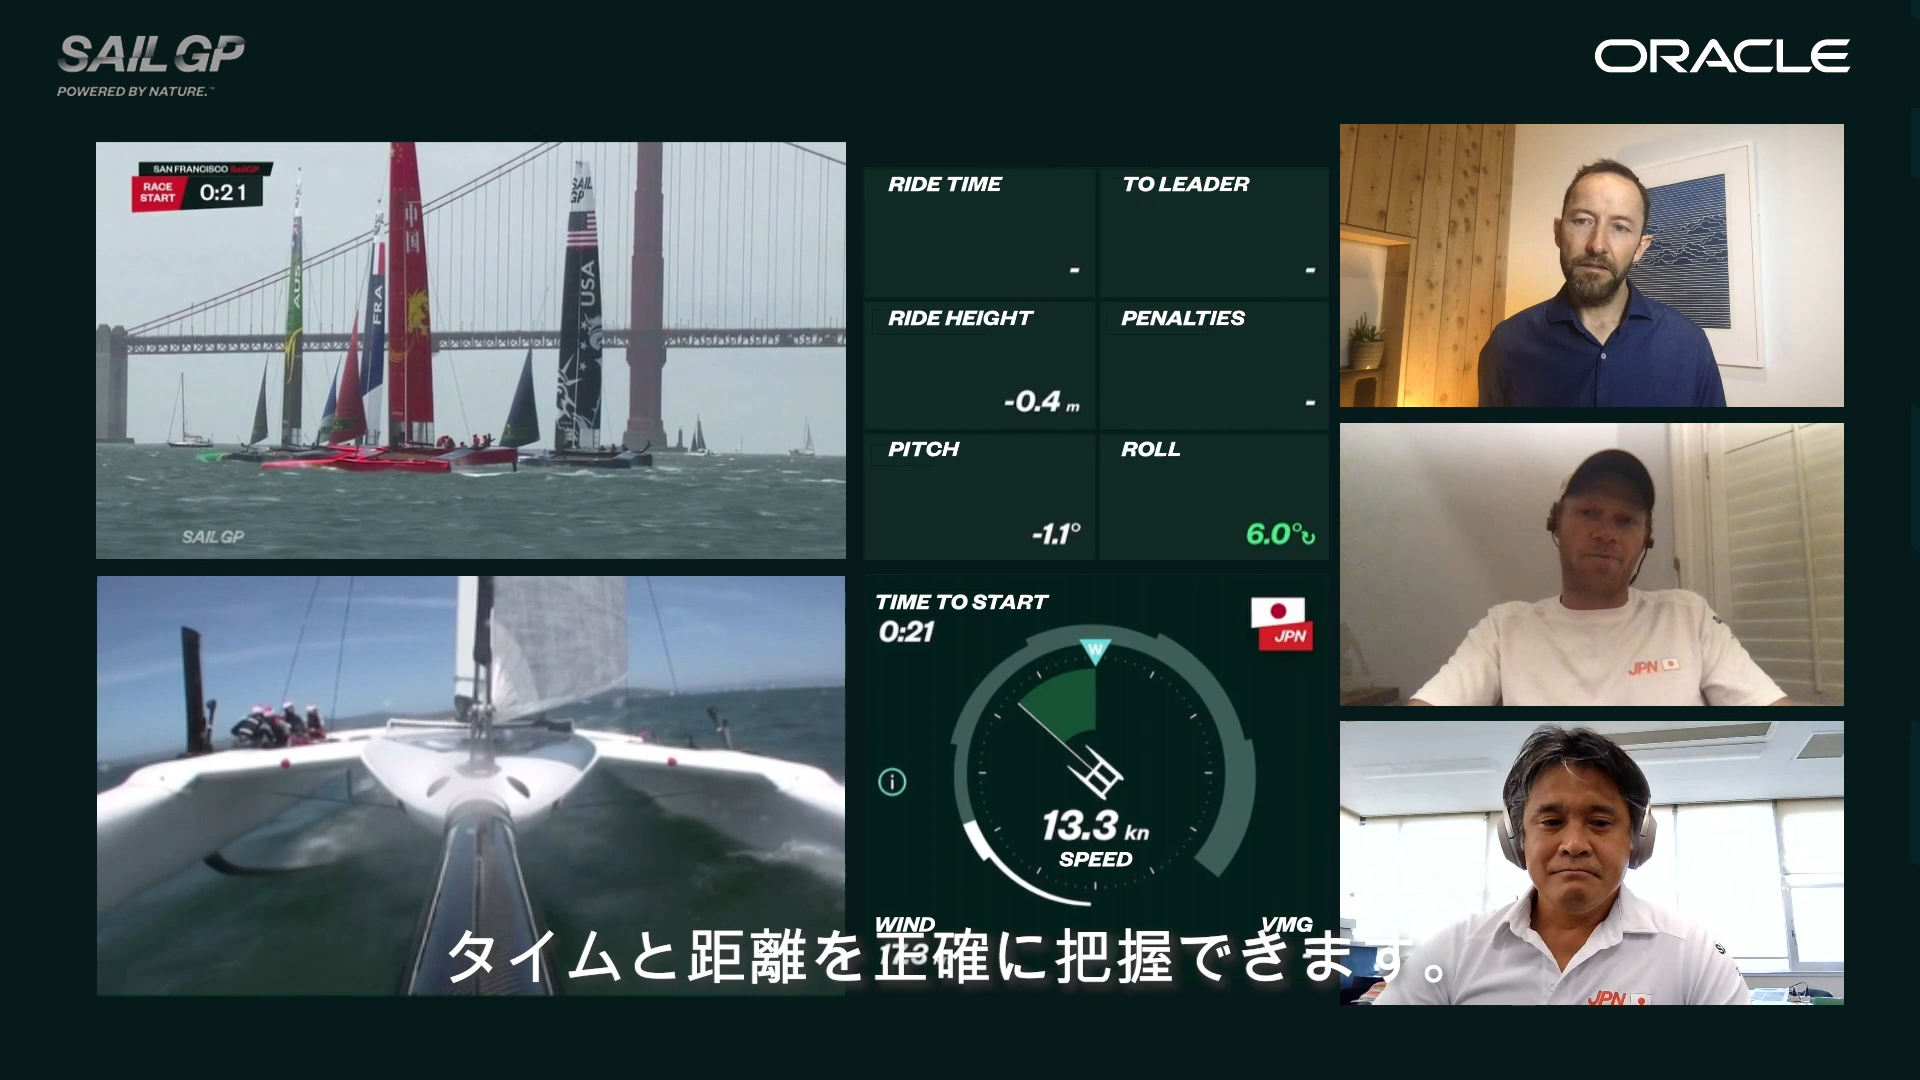 SAIL GP
POWERED BY NATURE.™
ORACLE
SAN FRANCISCO SailGP
RACE START 0:21
SAIL GP
AUS
FRA
中国
USA
SAIL GP
RIDE TIME
-
TO LEADER
-
RIDE HEIGHT
-0.4 m
PENALTIES
-
PITCH
-1.1°
ROLL
6.0°
TIME TO START
0:21
JPN
W
13.3 kn
SPEED
WIND
VMG
JPN
JPN
タイムと距離を正確に把握できます。